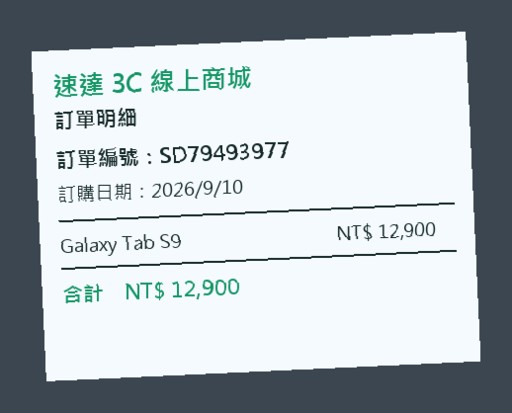 速達 3C 線上商城
訂單明細
訂單編號：SD79493977
訂購日期：2026/9/10
Galaxy Tab S9 NT$ 12,900
合計 NT$ 12,900